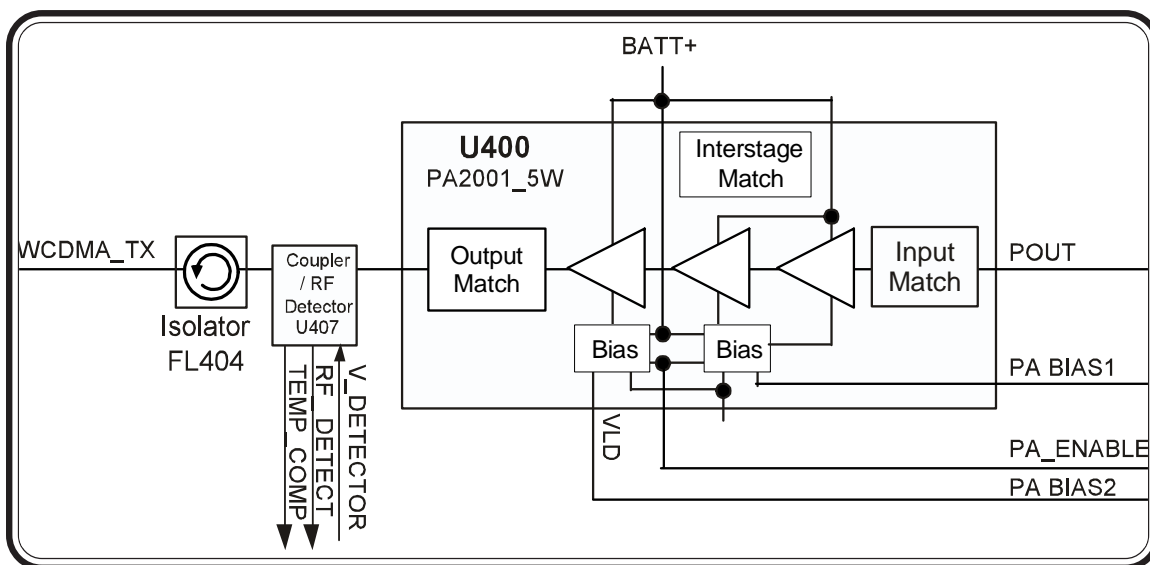 BATT+
U400
PA2001_5W
Interstage
Match
WCDMA_TX
Coupler
/ RF
Detector
U407
Output
Match
Input
Match
POUT
Isolator
FL404
Bias
Bias
PA BIAS1
V_DETECTOR
RF_DETECT
TEMP_COMP
VLD
PA_ENABLE
PA BIAS2